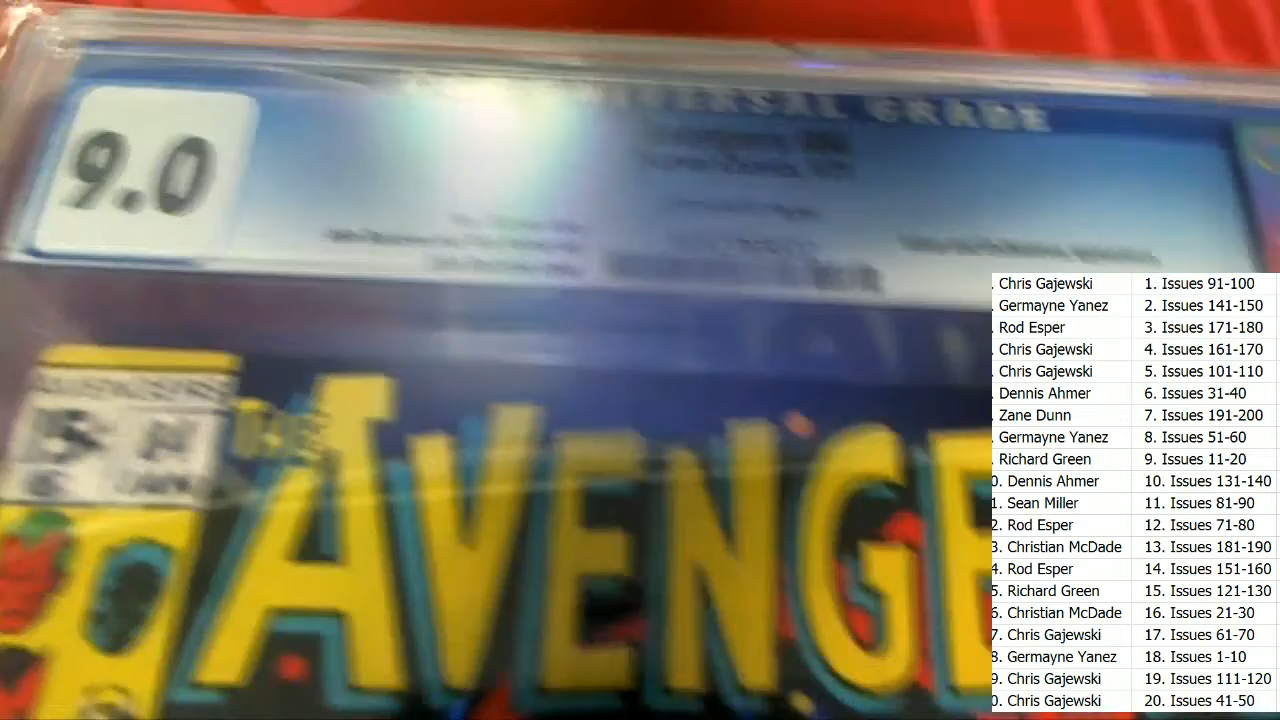 UNIVERSAL GRADE
9.0
THE
AVENGE
. Chris Gajewski 1. Issues 91-100
. Germayne Yanez 2. Issues 141-150
. Rod Esper 3. Issues 171-180
. Chris Gajewski 4. Issues 161-170
. Chris Gajewski 5. Issues 101-110
. Dennis Ahmer 6. Issues 31-40
. Zane Dunn 7. Issues 191-200
. Germayne Yanez 8. Issues 51-60
. Richard Green 9. Issues 11-20
0. Dennis Ahmer 10. Issues 131-140
1. Sean Miller 11. Issues 81-90
2. Rod Esper 12. Issues 71-80
3. Christian McDade 13. Issues 181-190
4. Rod Esper 14. Issues 151-160
5. Richard Green 15. Issues 121-130
6. Christian McDade 16. Issues 21-30
7. Chris Gajewski 17. Issues 61-70
8. Germayne Yanez 18. Issues 1-10
9. Chris Gajewski 19. Issues 111-120
0. Chris Gajewski 20. Issues 41-50